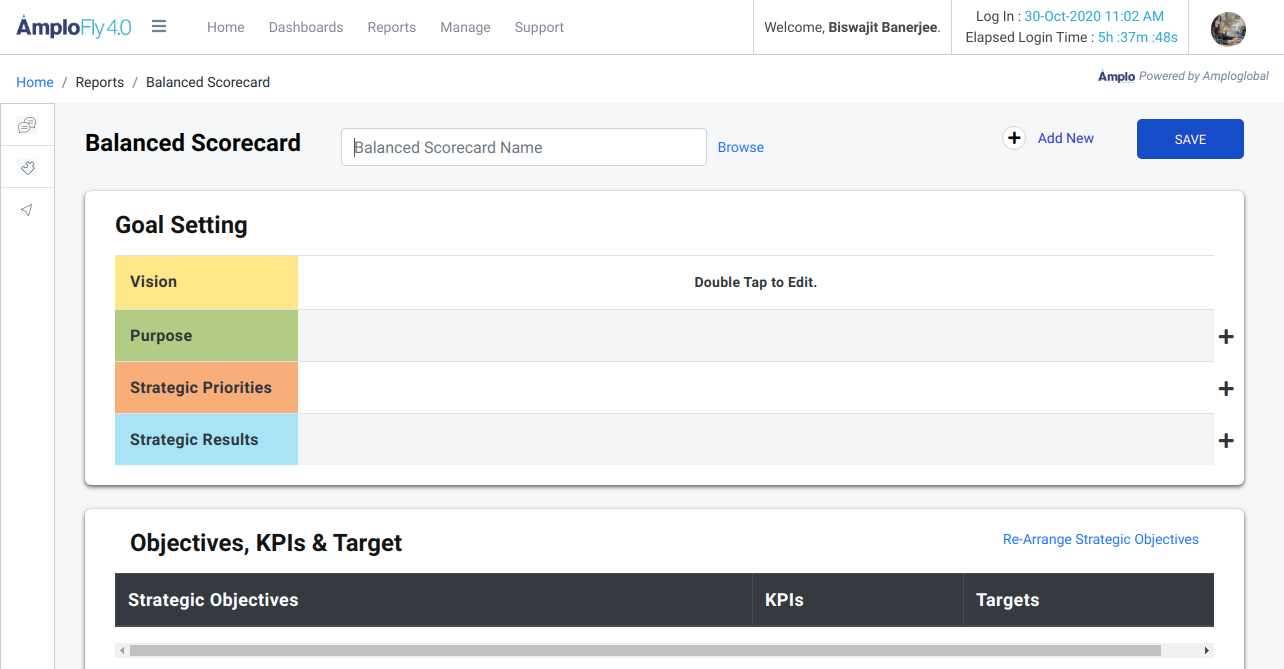 AmploFly 4.0
Home Dashboards Reports Manage Support
Welcome, Biswajit Banerjee.
Log In : 30-Oct-2020 11:02 AM
Elapsed Login Time : 5h :37m :48s
Home / Reports / Balanced Scorecard
Amplo Powered by Amploglobal
Balanced Scorecard
Balanced Scorecard Name
Browse
Add New
SAVE
Goal Setting
Vision
Double Tap to Edit.
Purpose
Strategic Priorities
Strategic Results
Objectives, KPIs & Target
Re-Arrange Strategic Objectives
Strategic Objectives KPIs Targets